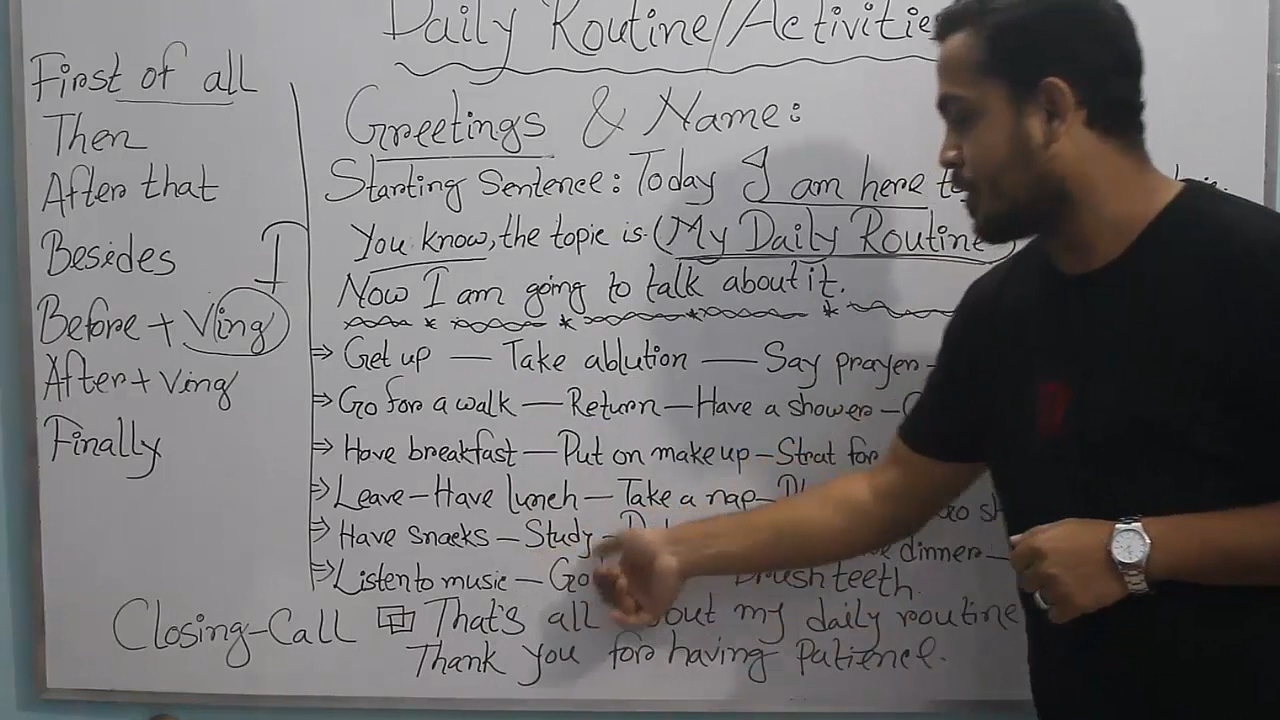 Daily Routine/Activitie
First of all
Then
After that
Besides
Before + Ving
After + Ving
Finally
Greetings & Name:
Starting Sentence: Today I am here
You know, the topic is (My Daily Routine)
Now I am going to talk about it.
⇒ Get up — Take ablution — Say prayer –
⇒ Go for a walk — Return — Have a shower –
⇒ Have breakfast — Put on makeup – Strat for
⇒ Leave – Have lunch — Take a nap –
⇒ Have snacks – Study – dinner –
⇒ Listen to music – Go Brush teeth.
Closing-Call That's all about my daily routine
Thank you for having Patience.